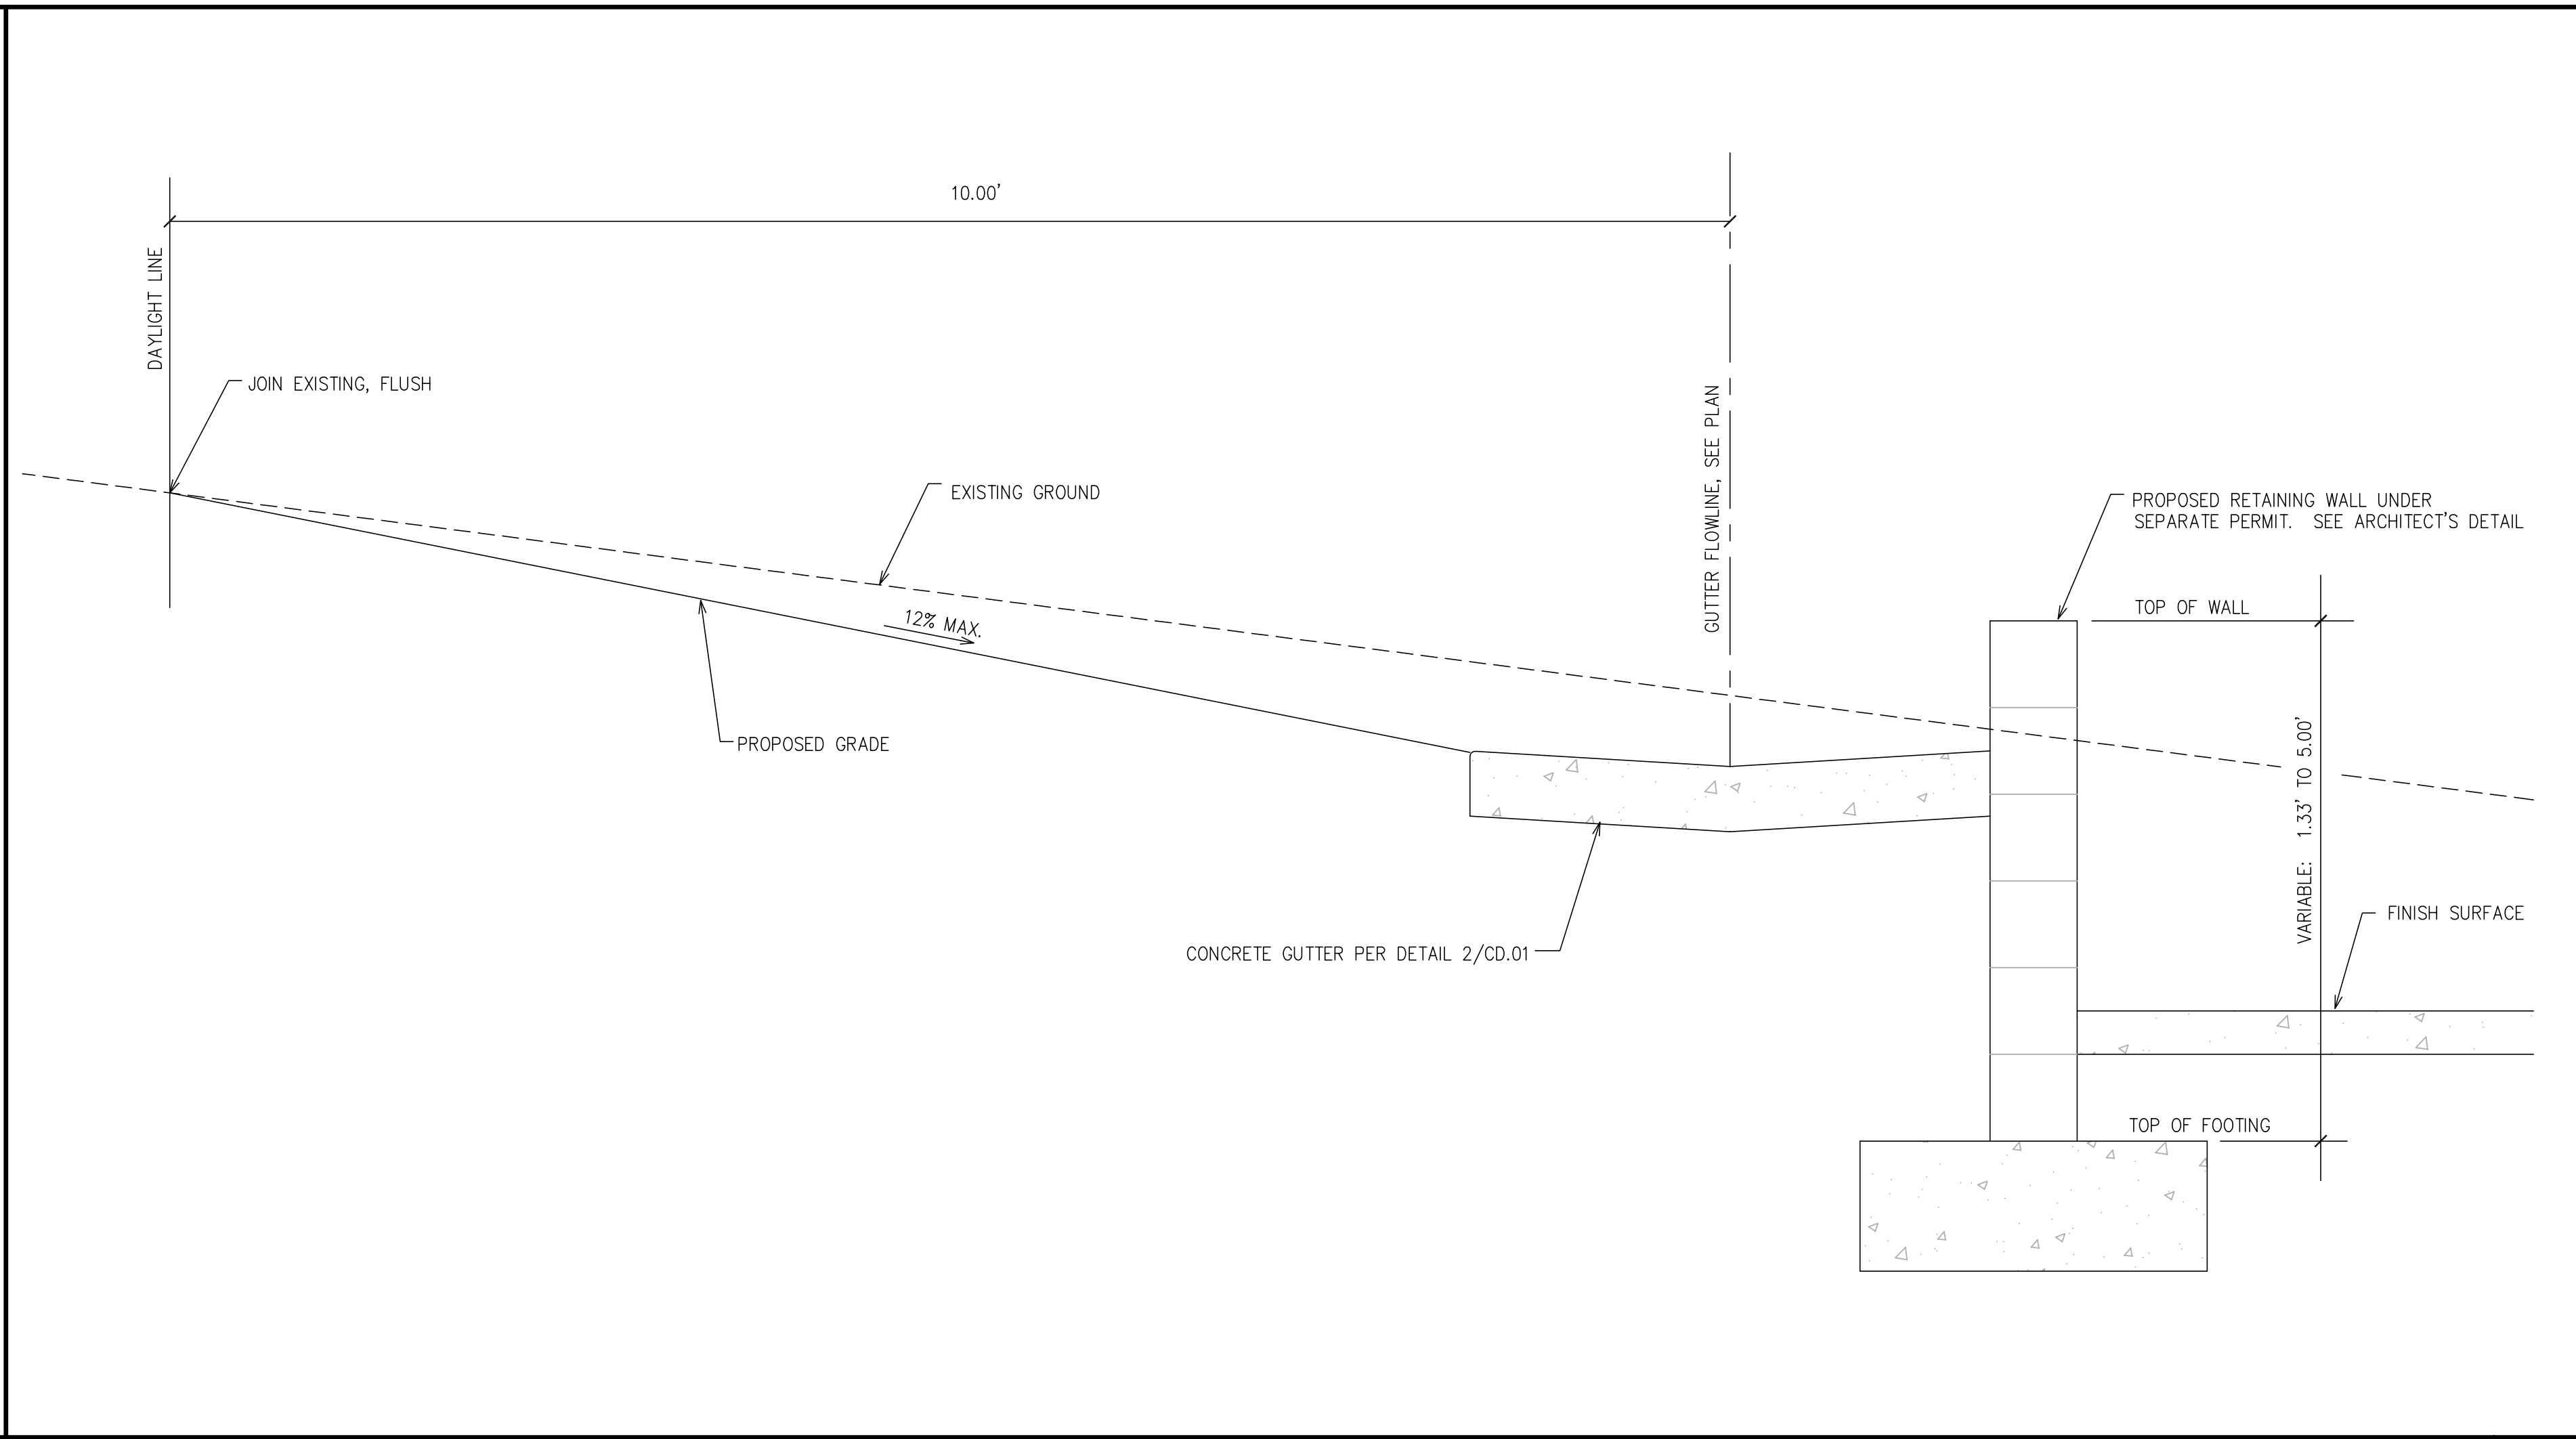 10.00'
DAYLIGHT LINE
JOIN EXISTING, FLUSH
EXISTING GROUND
GUTTER FLOWLINE, SEE PLAN
PROPOSED RETAINING WALL UNDER
SEPARATE PERMIT.  SEE ARCHITECT'S DETAIL
TOP OF WALL
12% MAX.
PROPOSED GRADE
VARIABLE:  1.33' TO 5.00'
FINISH SURFACE
CONCRETE GUTTER PER DETAIL 2/CD.01
TOP OF FOOTING